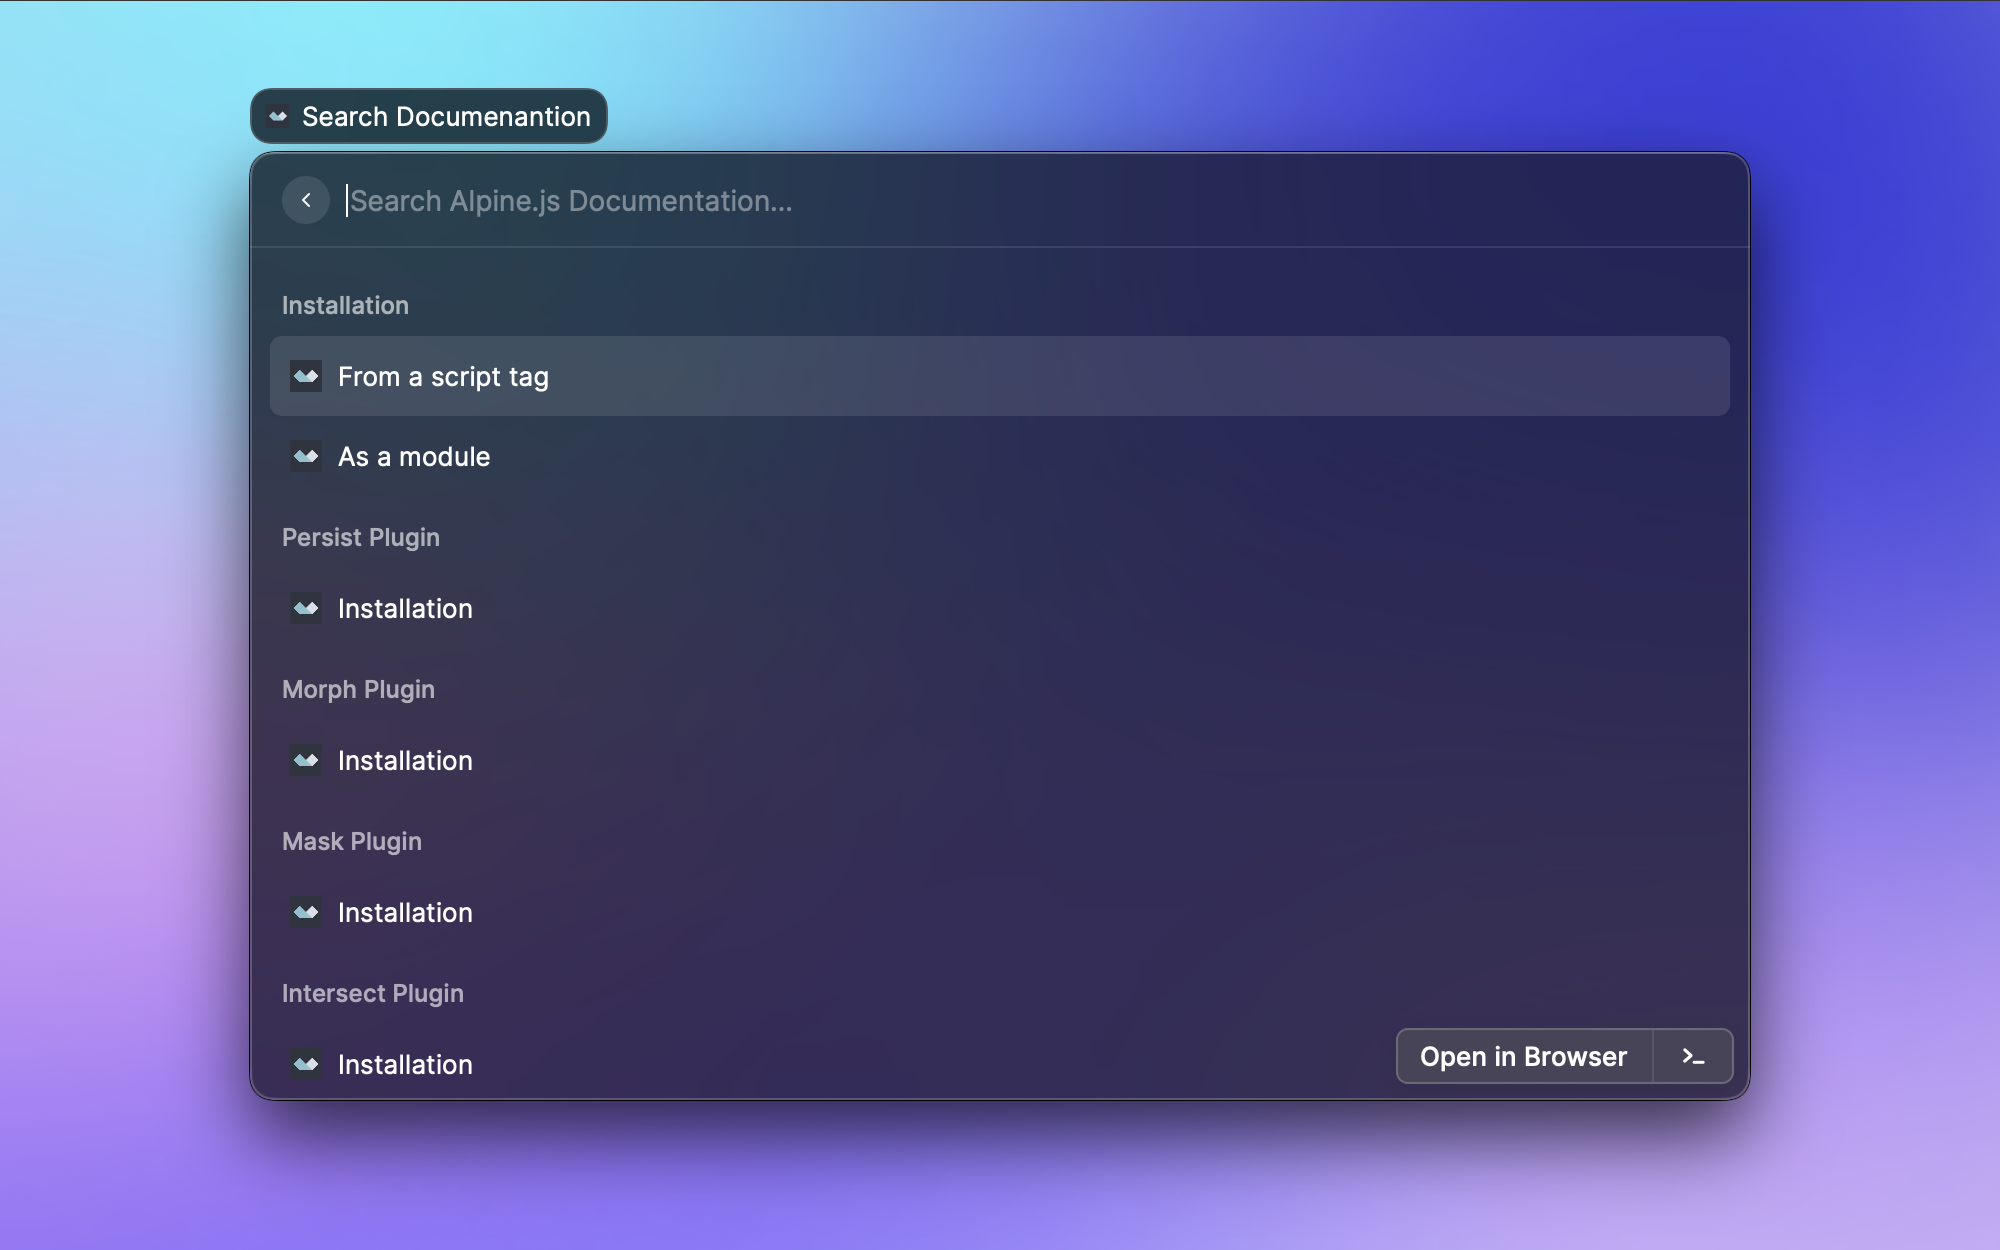 Search Documenantion
Search Alpine.js Documentation...
Installation
From a script tag
As a module
Persist Plugin
Installation
Morph Plugin
Installation
Mask Plugin
Installation
Intersect Plugin
Installation
Open in Browser